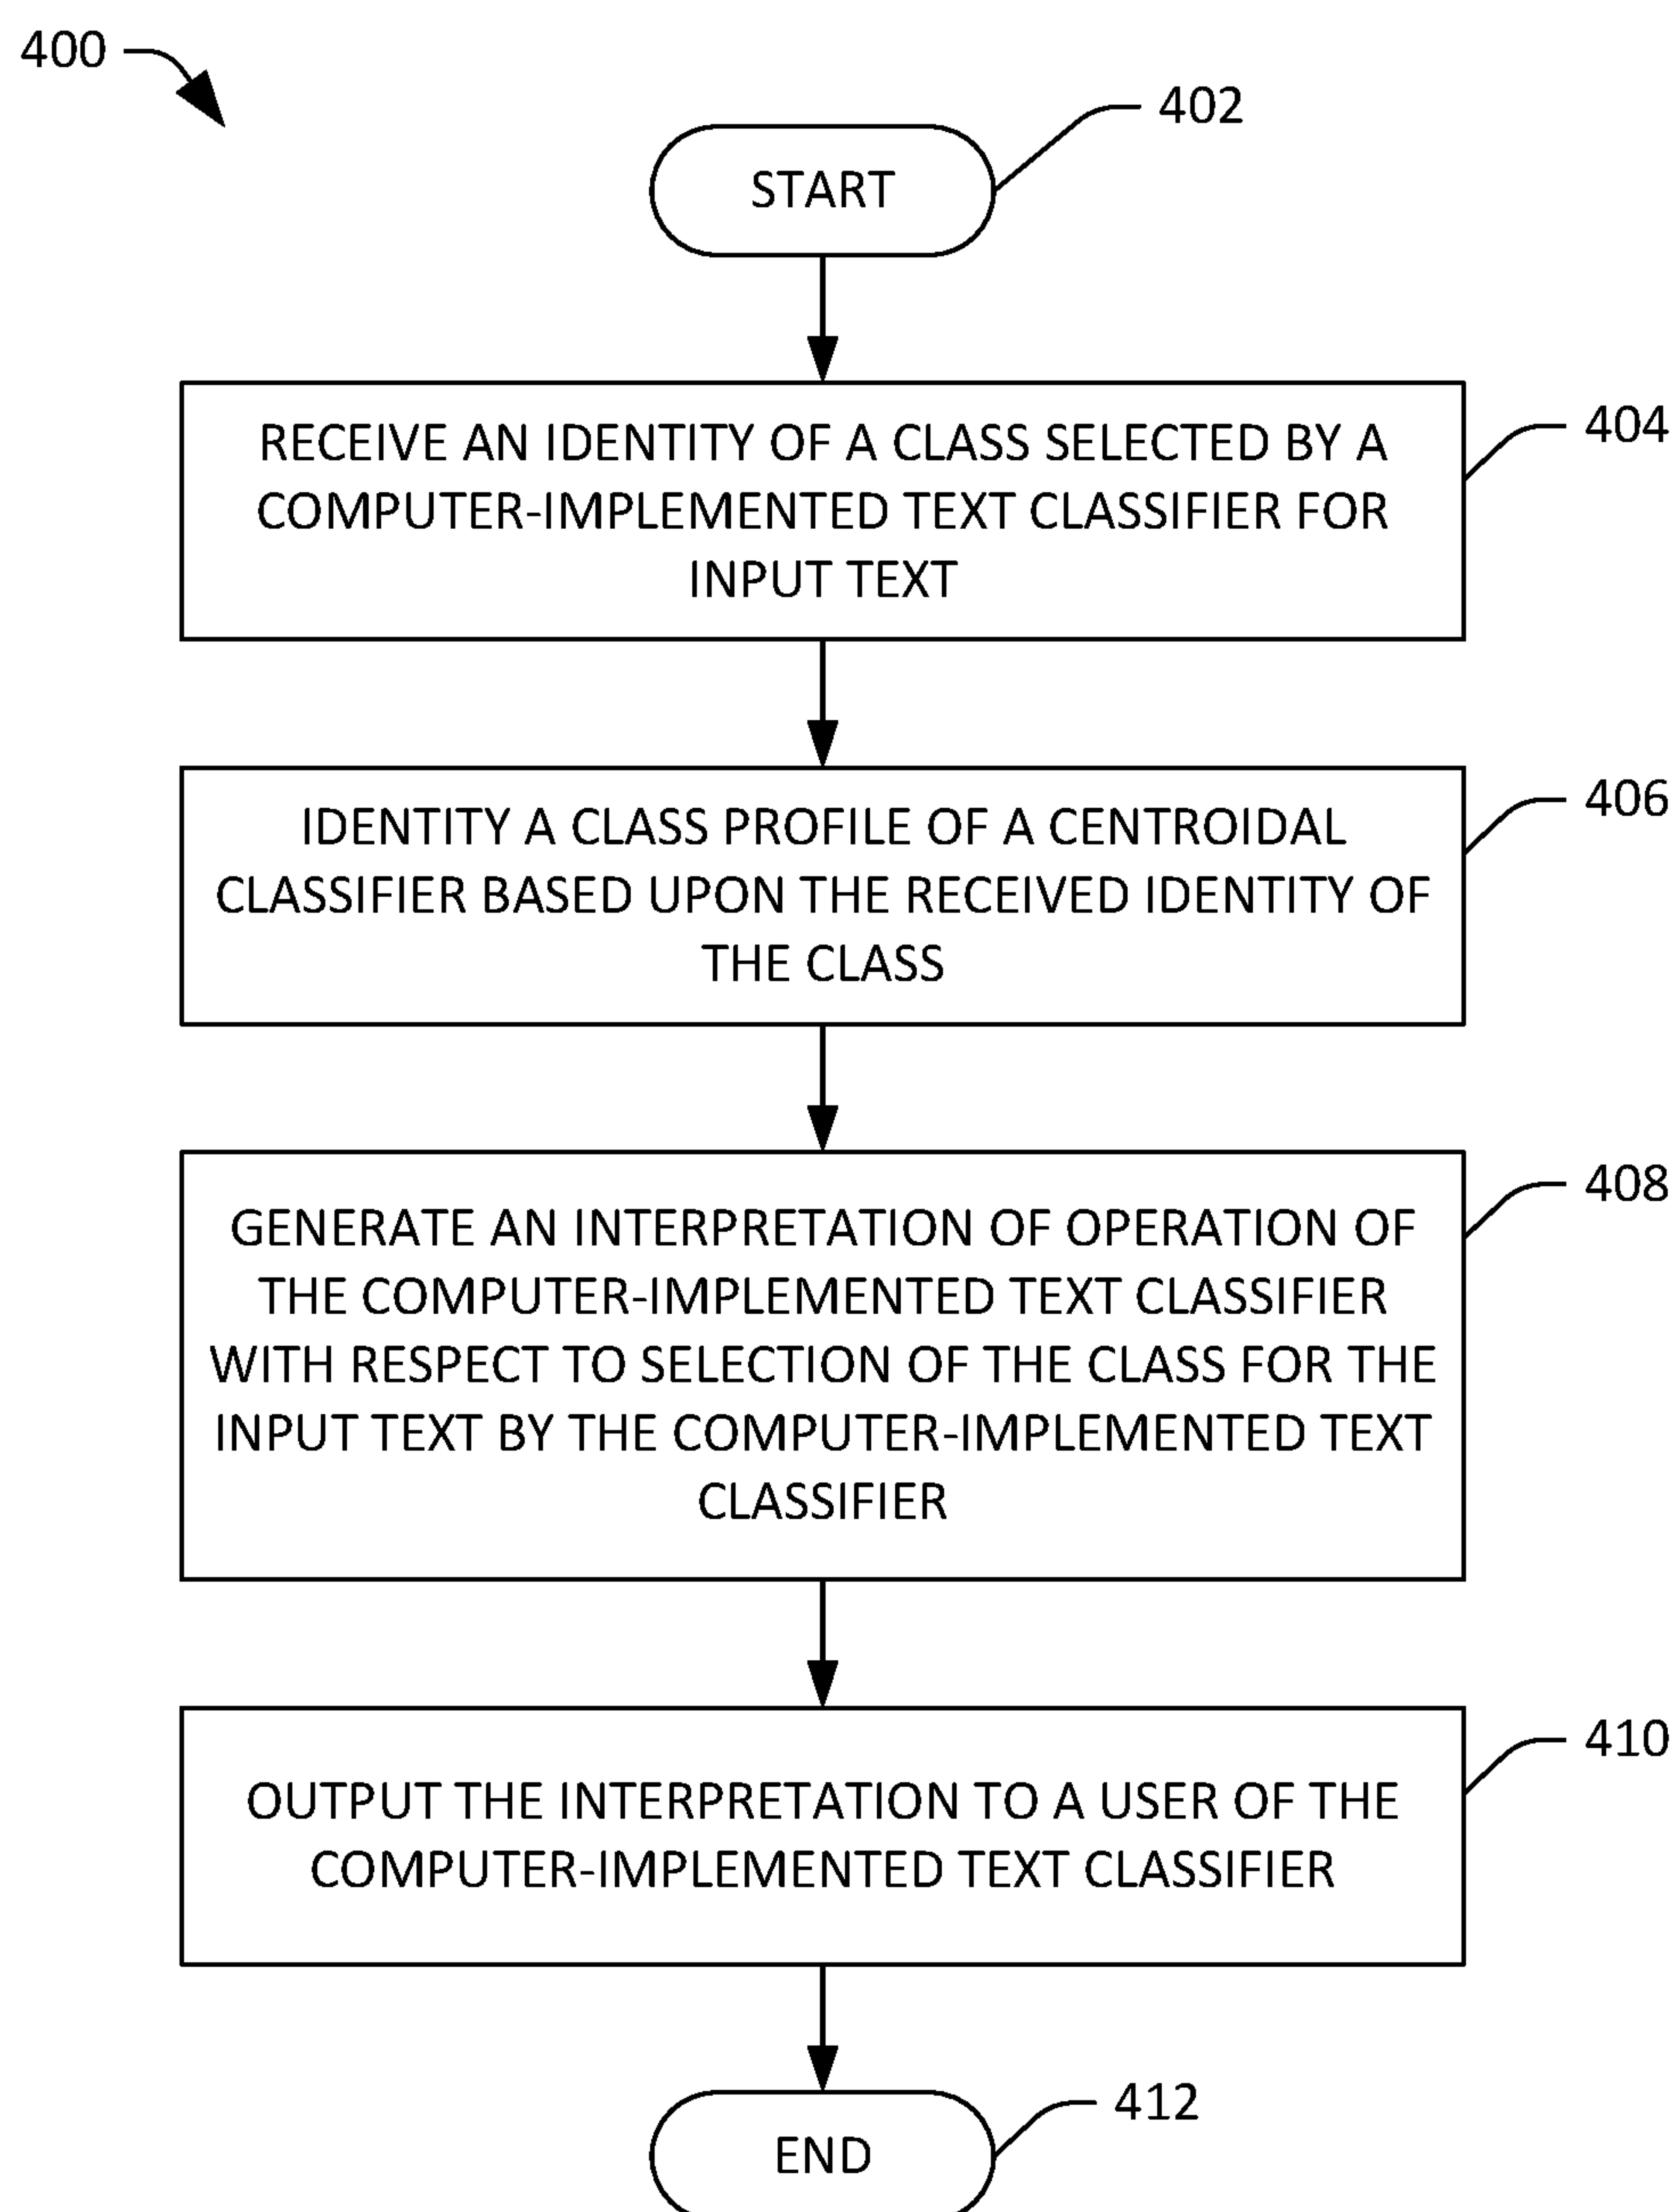 400
402
START
404
RECEIVE AN IDENTITY OF A CLASS SELECTED BY A
COMPUTER-IMPLEMENTED TEXT CLASSIFIER FOR
INPUT TEXT
406
IDENTITY A CLASS PROFILE OF A CENTROIDAL
CLASSIFIER BASED UPON THE RECEIVED IDENTITY OF
THE CLASS
408
GENERATE AN INTERPRETATION OF OPERATION OF
THE COMPUTER-IMPLEMENTED TEXT CLASSIFIER
WITH RESPECT TO SELECTION OF THE CLASS FOR THE
INPUT TEXT BY THE COMPUTER-IMPLEMENTED TEXT
CLASSIFIER
410
OUTPUT THE INTERPRETATION TO A USER OF THE
COMPUTER-IMPLEMENTED TEXT CLASSIFIER
412
END